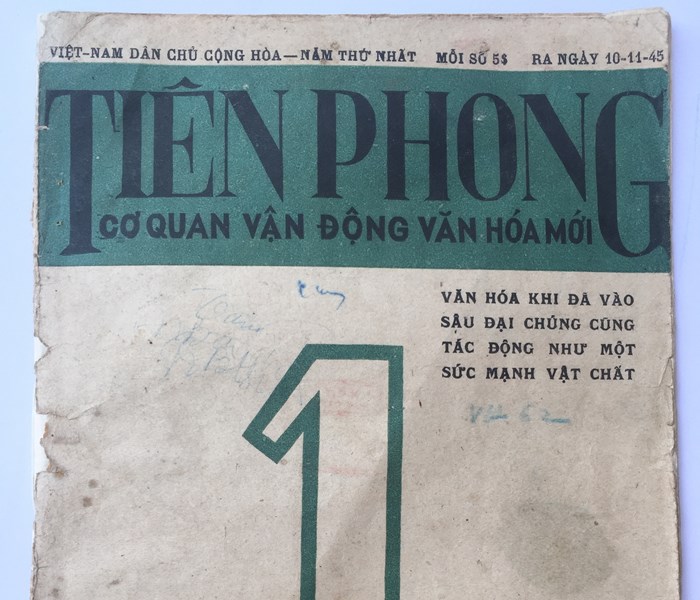 VIỆT-NAM DÂN CHỦ CỘNG HÒA — NĂM THỨ NHẤT MỖI SỐ 5$ RA NGÀY 10-11-45
TIÊN PHONG
CƠ QUAN VẬN ĐỘNG VĂN HÓA MỚI
VĂN HÓA KHI ĐÃ VÀO
SÂU ĐẠI CHÚNG CŨNG
TÁC ĐỘNG NHƯ MỘT
SỨC MẠNH VẬT CHẤT
1